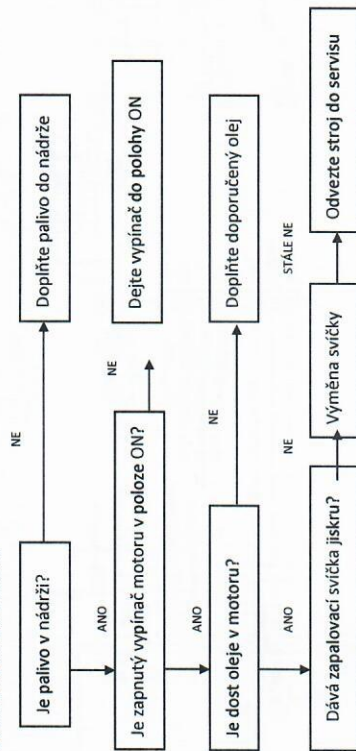 Je palivo v nádrži?
NE
Doplňte palivo do nádrže
ANO
Je zapnutý vypínač motoru v poloze ON?
NE
Dejte vypínač do polohy ON
ANO
Je dost oleje v motoru?
NE
Doplňte doporučený olej
ANO
Dává zapalovací svíčka jiskru?
NE
Výměna svíčky
STÁLE NE
Odvezte stroj do servisu